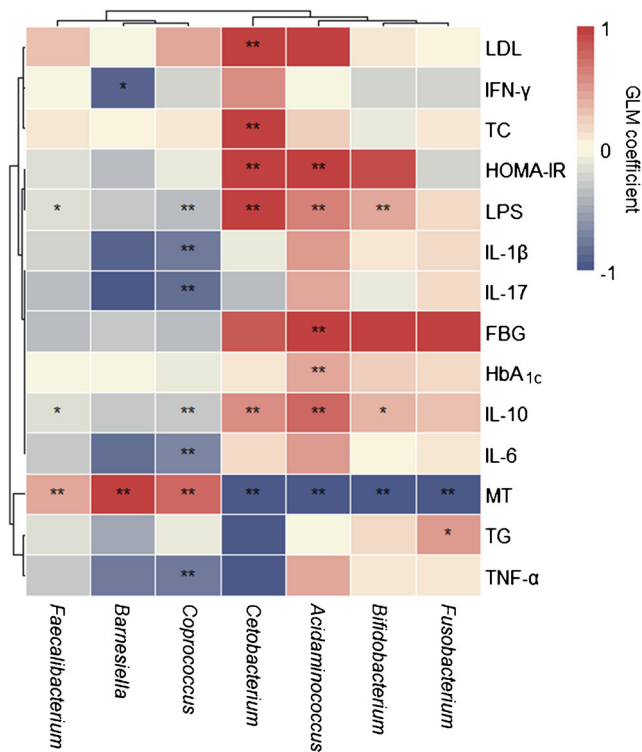 LDL
**
IFN-γ
*
TC
**
HOMA-IR
** **
LPS
* ** ** ** **
IL-1β
**
IL-17
**
FBG
**
HbA1c
**
IL-10
* ** ** ** *
IL-6
**
MT
** ** ** ** ** ** **
TG
*
TNF-α
**
Faecalibacterium
Barnesiella
Coprococcus
Cetobacterium
Acidaminococcus
Bifidobacterium
Fusobacterium
1
0
-1
GLM coefficient